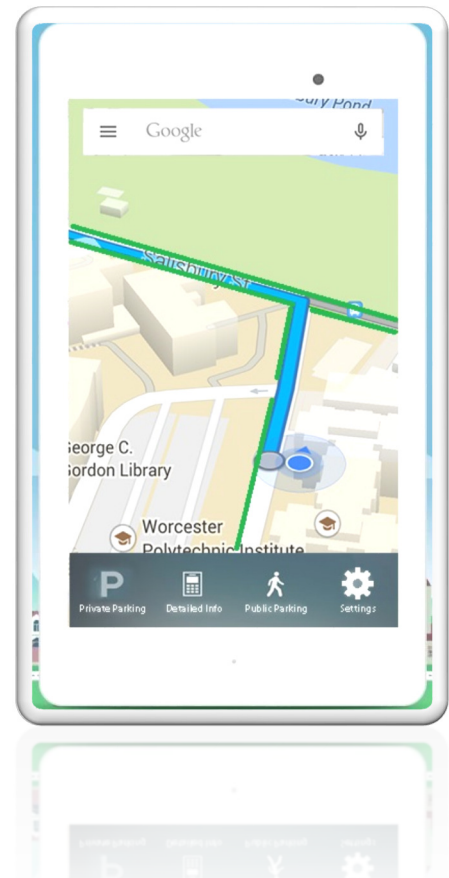 Google
Salisbury St
George C.
Gordon Library
Worcester
Polytechnic Institute
P
Private Parking
Detailed Info
Public Parking
Settings